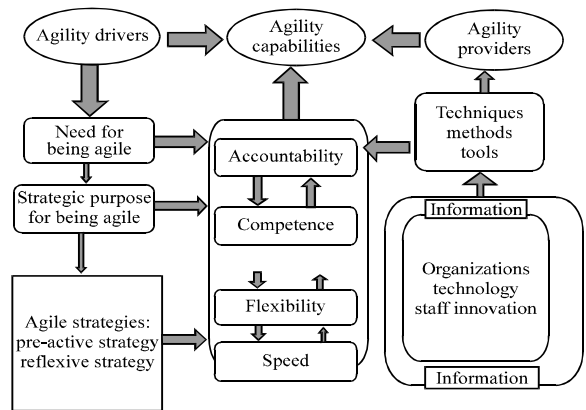 Agility drivers
Agility
capabilities
Agility
providers
Need for
being agile
Strategic purpose
for being agile
Agile strategies:
pre-active strategy
reflexive strategy
Accountability
Competence
Flexibility
Speed
Techniques
methods
tools
Information
Organizations
technology
staff innovation
Information